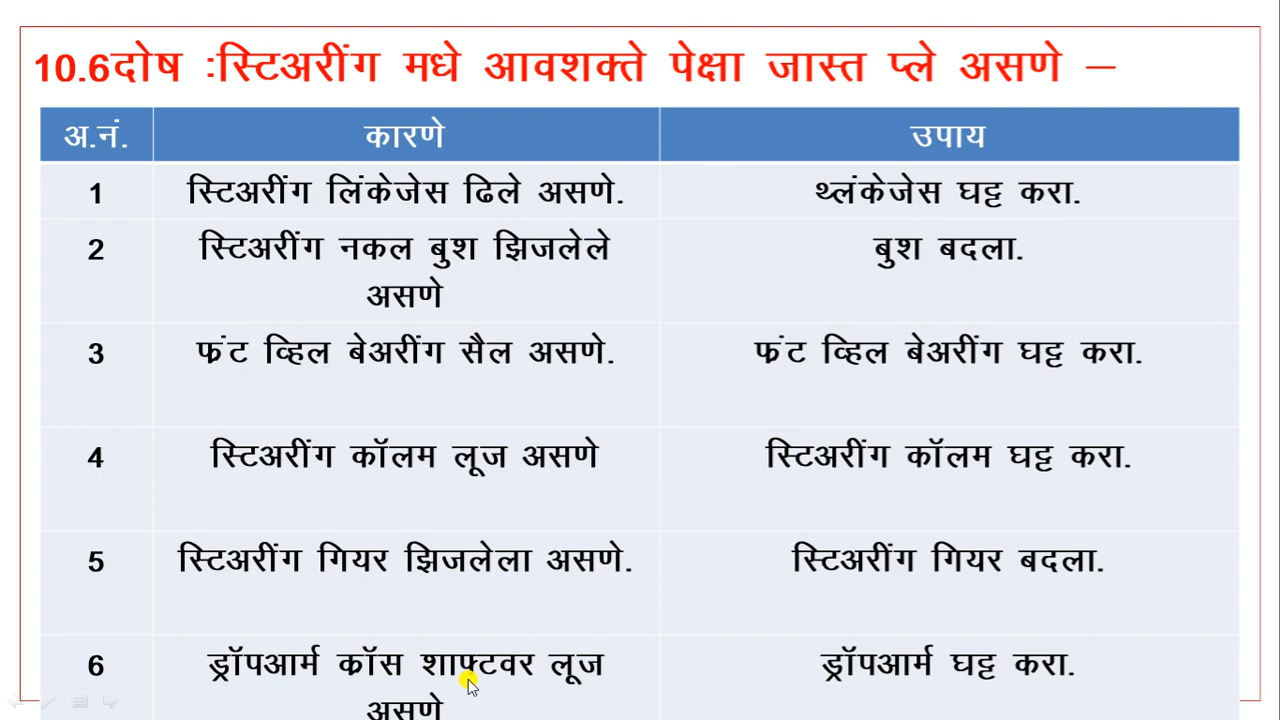 10.6दोष :स्टिअरींग मधे आवशक्ते पेक्षा जास्त प्ले असणे –
अ.नं. कारणे उपाय
1 स्टिअरींग लिंकेजेस ढिले असणे. थ्लंकेजेस घट्ट करा.
2 स्टिअरींग नकल बुश झिजलेले बुश बदला.
असणे
3 फ्रंट व्हिल बेअरींग सैल असणे. फ्रंट व्हिल बेअरींग घट्ट करा.
4 स्टिअरींग कॉलम लूज असणे स्टिअरींग कॉलम घट्ट करा.
5 स्टिअरींग गियर झिजलेला असणे. स्टिअरींग गियर बदला.
6 ड्रॉपआर्म क्रॉस शाफ्टवर लूज ड्रॉपआर्म घट्ट करा.
असणे